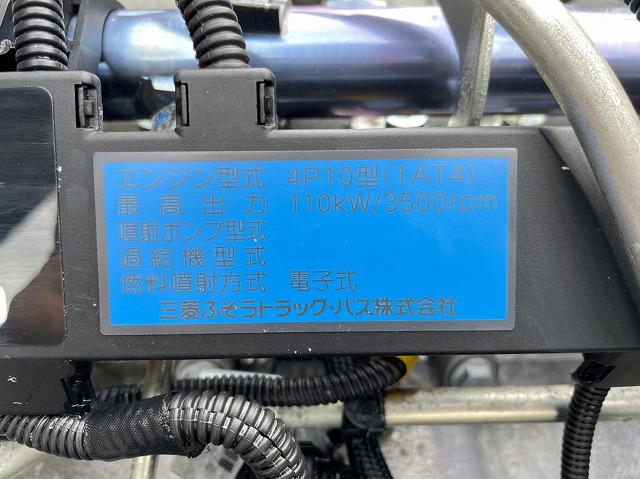 エンジン型式 4P10型(1AT4)
最高出力 110kW/3500rpm
噴射ポンプ型式
過給機型式
燃料噴射方式 電子式
三菱ふそうトラック・バス株式会社